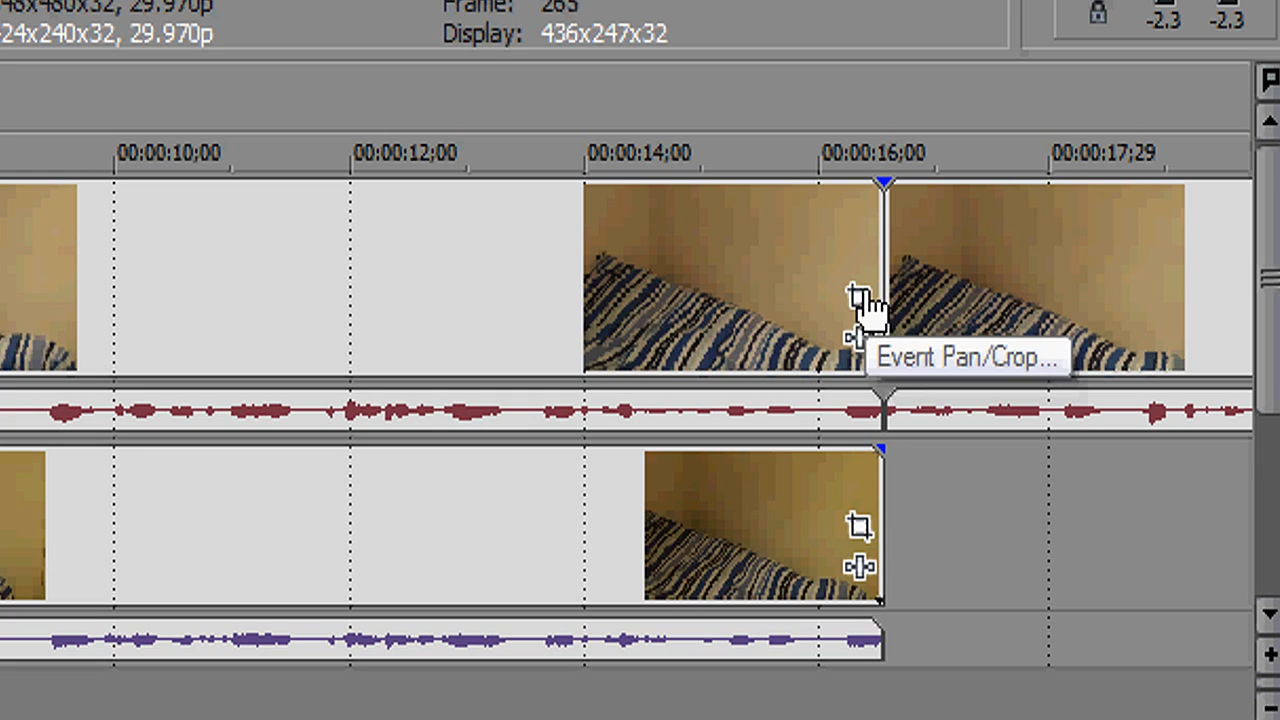 48x480x32, 29.970p
Frame: 265
24x240x32, 29.970p
Display: 436x247x32
-2.3 -2.3
00:00:10;00 00:00:12;00 00:00:14;00 00:00:16;00 00:00:17;29
Event Pan/Crop...